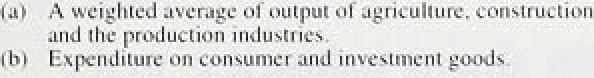 (a) A weighted average of output of agriculture, construction
and the production industries.
(b) Expenditure on consumer and investment goods.